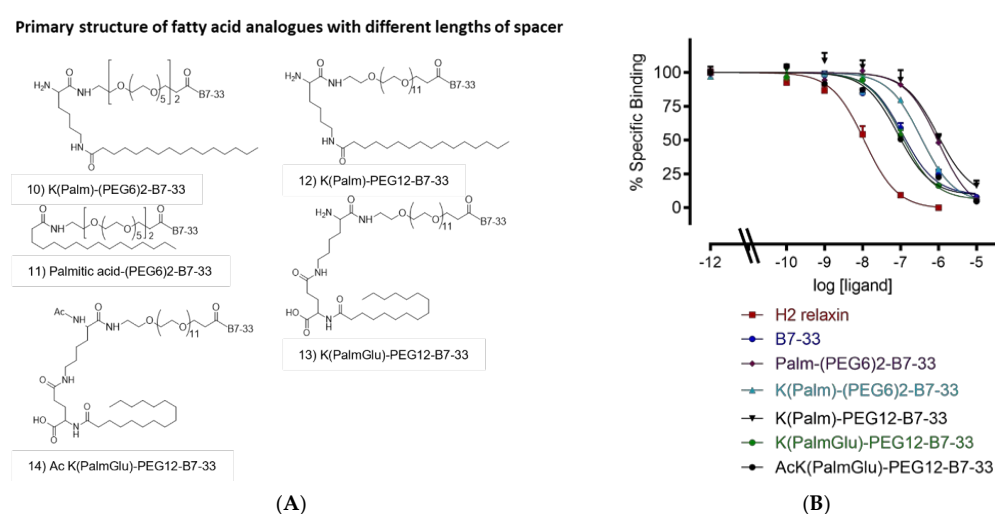 Primary structure of fatty acid analogues with different lengths of spacer
H₂N
O
NH
O
O
5
2
O
B7-33
NH
O
10) K(Palm)-(PEG6)2-B7-33
H₂N
O
NH
O
O
11
O
B7-33
NH
O
12) K(Palm)-PEG12-B7-33
O
NH
O
O
5
2
O
B7-33
11) Palmitic acid-(PEG6)2-B7-33
H₂N
O
NH
O
O
11
O
B7-33
NH
O
HO
O
N
H
O
13) K(PalmGlu)-PEG12-B7-33
Ac
NH
O
NH
O
O
11
O
B7-33
NH
O
HO
O
N
H
O
14) Ac K(PalmGlu)-PEG12-B7-33
(A)
% Specific Binding
100
75
50
25
0
-12 -10 -9 -8 -7 -6 -5
log [ligand]
H2 relaxin
B7-33
Palm-(PEG6)2-B7-33
K(Palm)-(PEG6)2-B7-33
K(Palm)-PEG12-B7-33
K(PalmGlu)-PEG12-B7-33
AcK(PalmGlu)-PEG12-B7-33
(B)